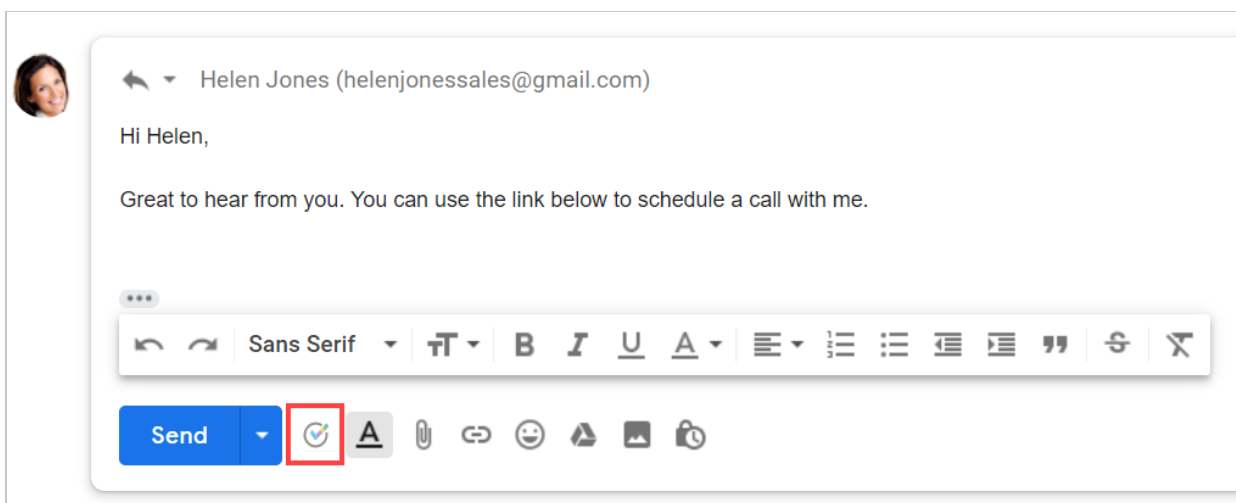 Helen Jones (helenjonessales@gmail.com)
Hi Helen,
Great to hear from you. You can use the link below to schedule a call with me.
Sans Serif
Send